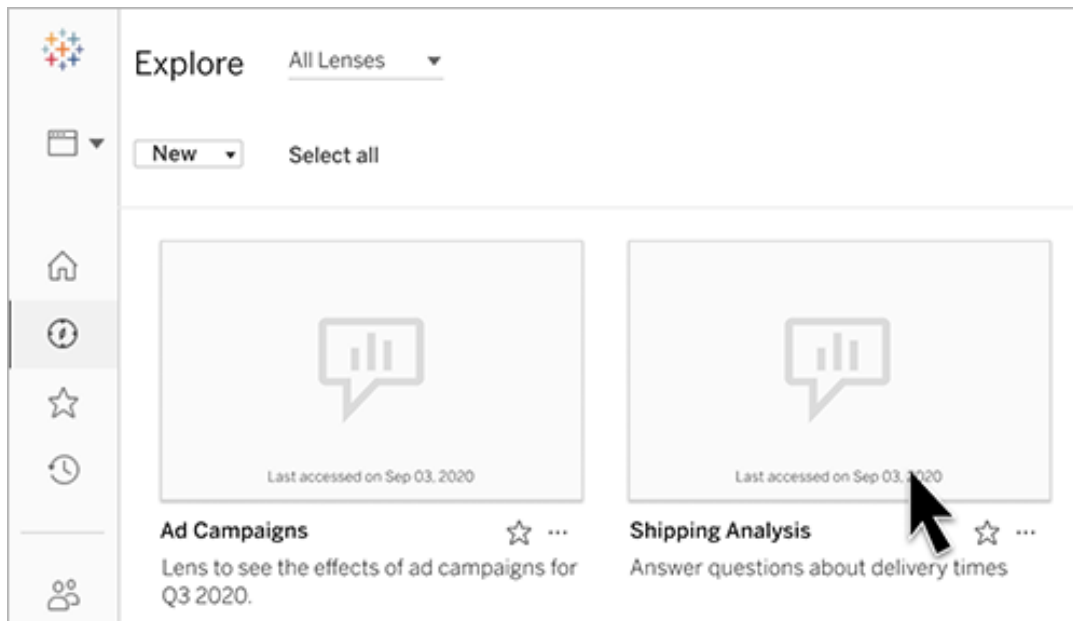 Explore
All Lenses
New
Select all
Last accessed on Sep 03, 2020
Last accessed on Sep 03, 2020
Ad Campaigns
Lens to see the effects of ad campaigns for
Q3 2020.
Shipping Analysis
Answer questions about delivery times